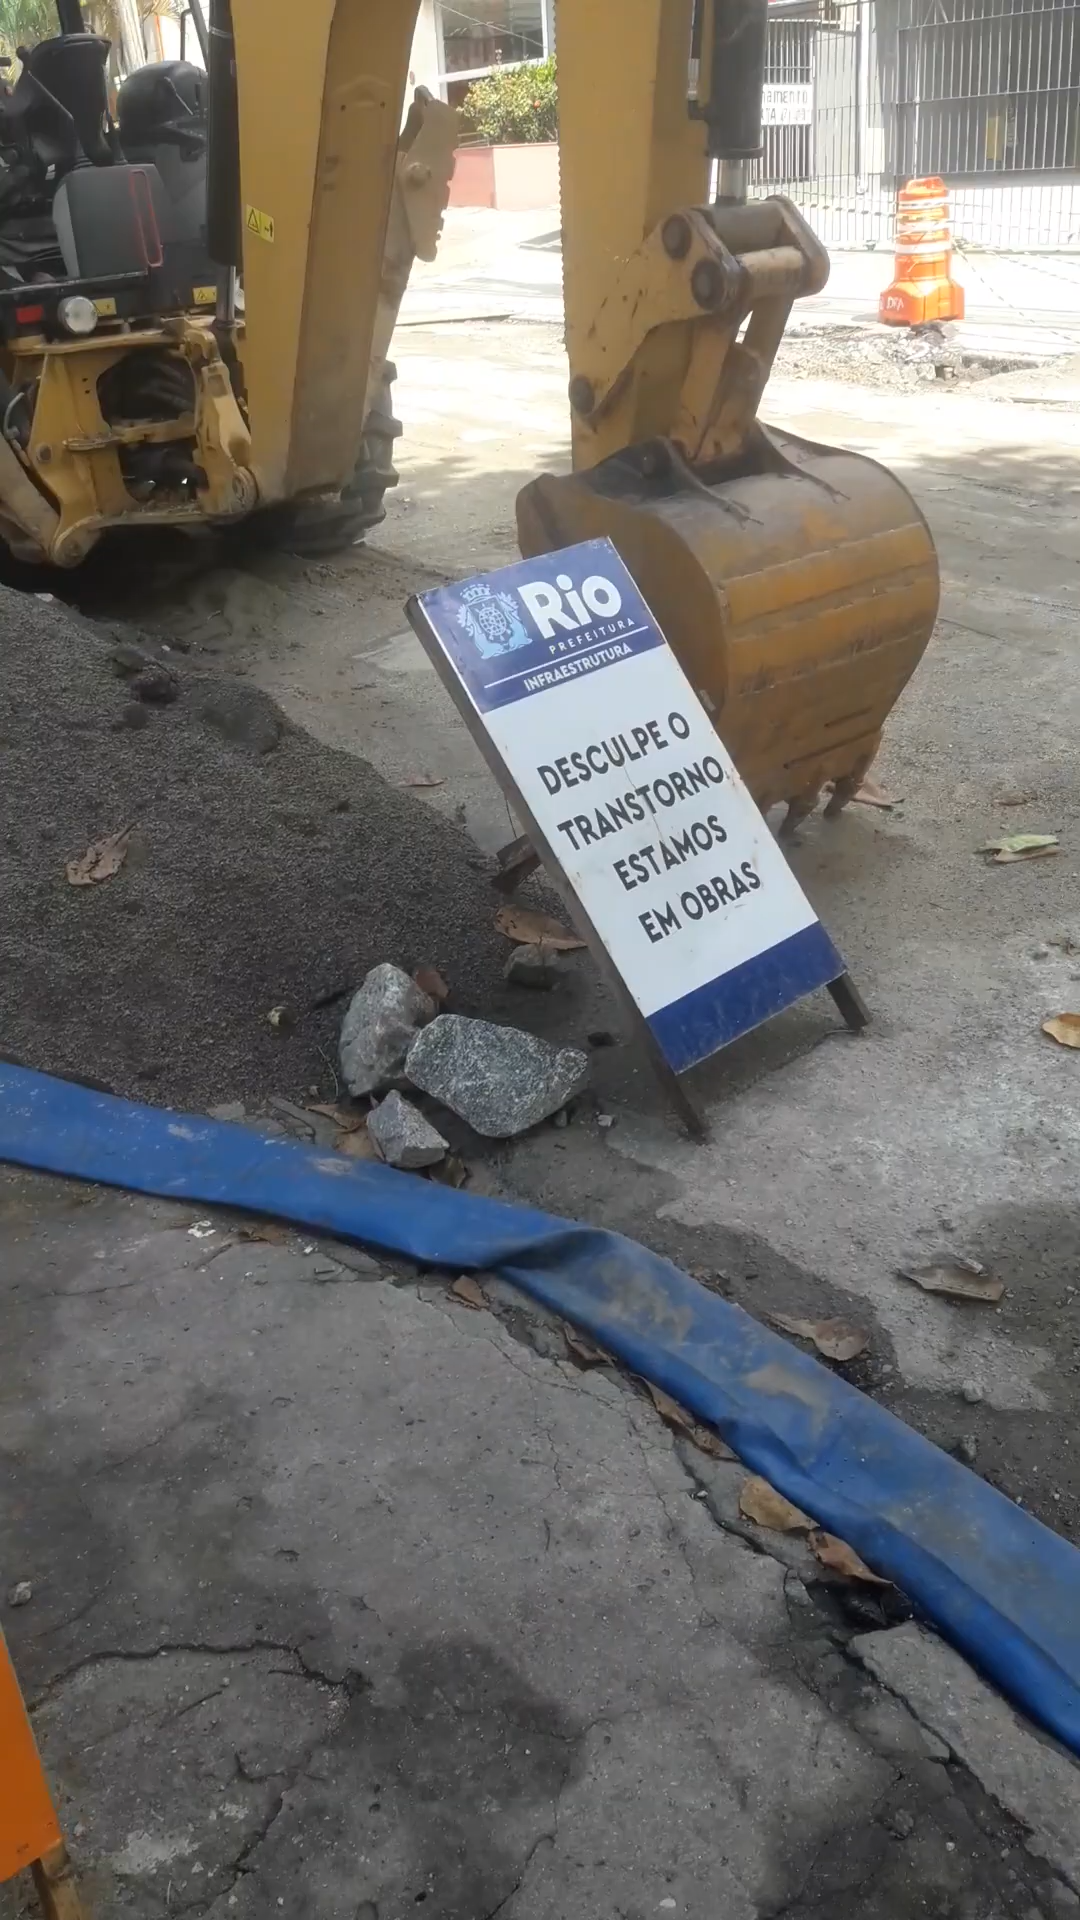 Rio
PREFEITURA
INFRAESTRUTURA
DESCULPE O
TRANSTORNO,
ESTAMOS
EM OBRAS